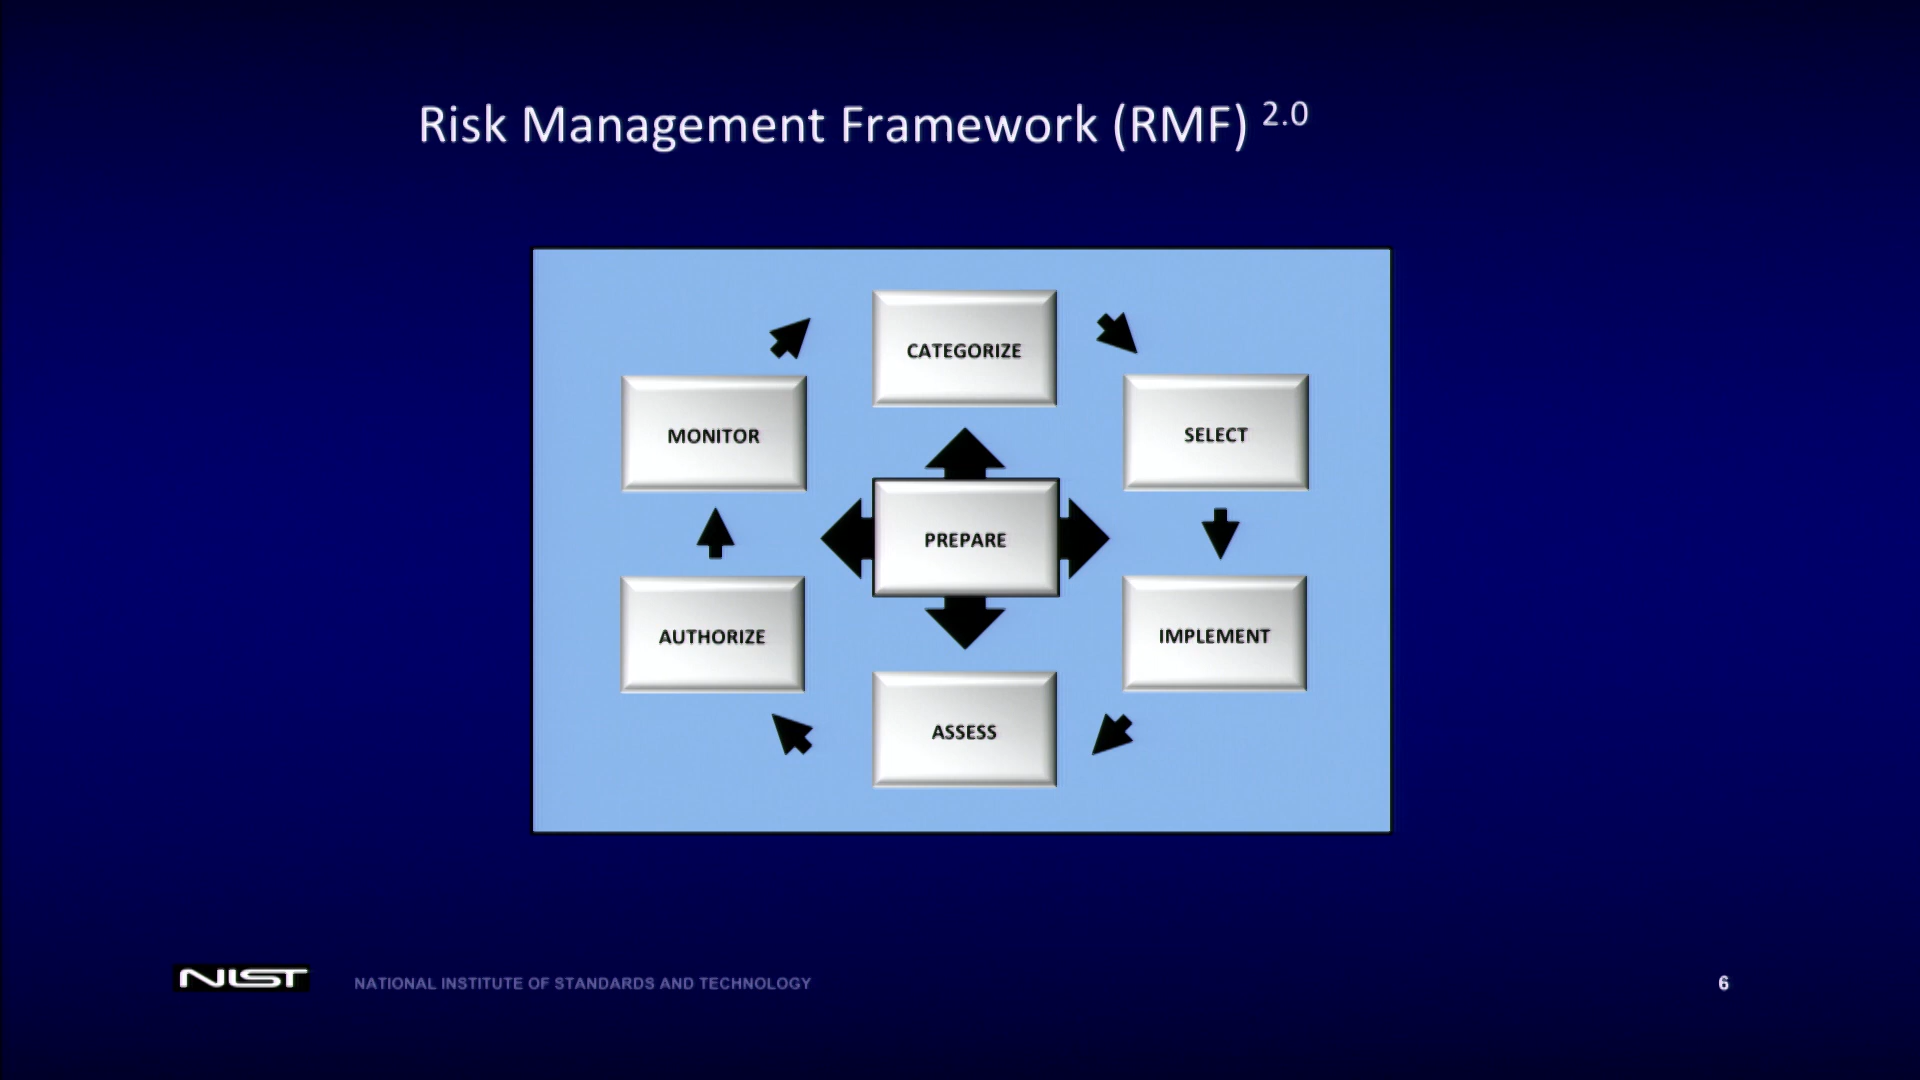 Risk Management Framework (RMF) 2.0
CATEGORIZE
MONITOR
SELECT
PREPARE
AUTHORIZE
IMPLEMENT
ASSESS
NIST
NATIONAL INSTITUTE OF STANDARDS AND TECHNOLOGY
6